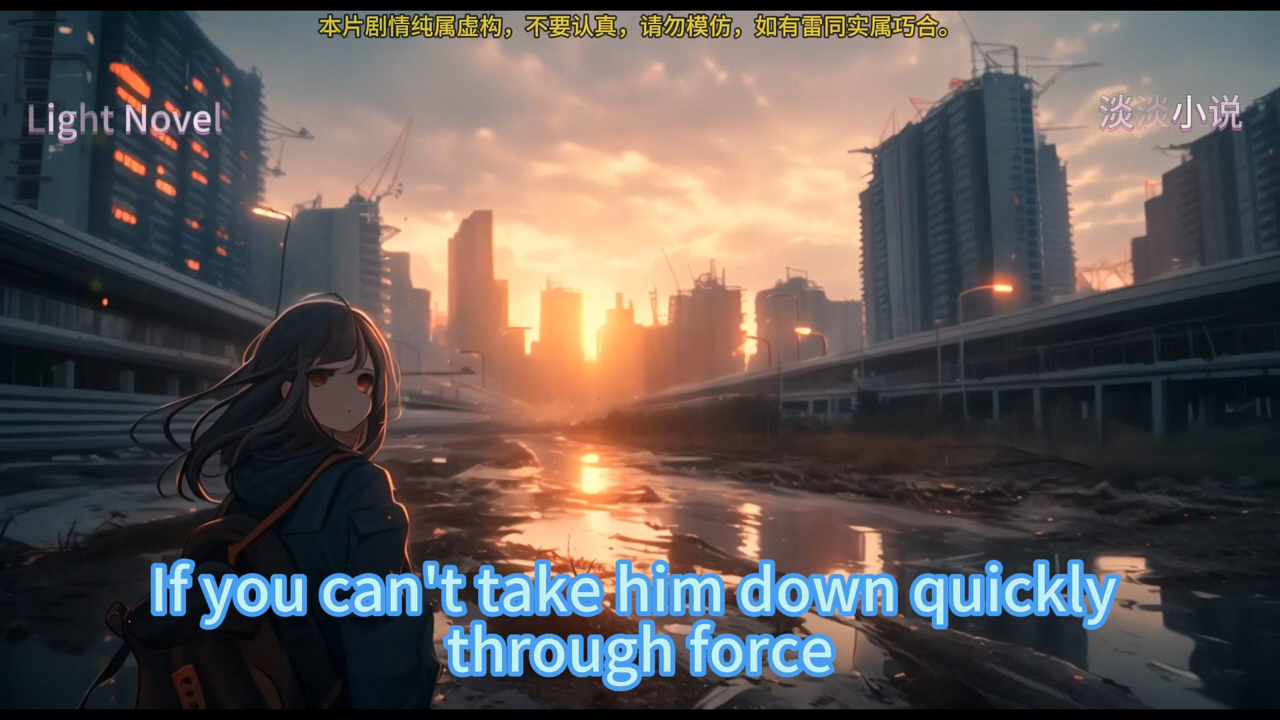 本片剧情纯属虚构，不要认真，请勿模仿，如有雷同实属巧合。
Light Novel
淡淡小说
If you can't take him down quickly
through force